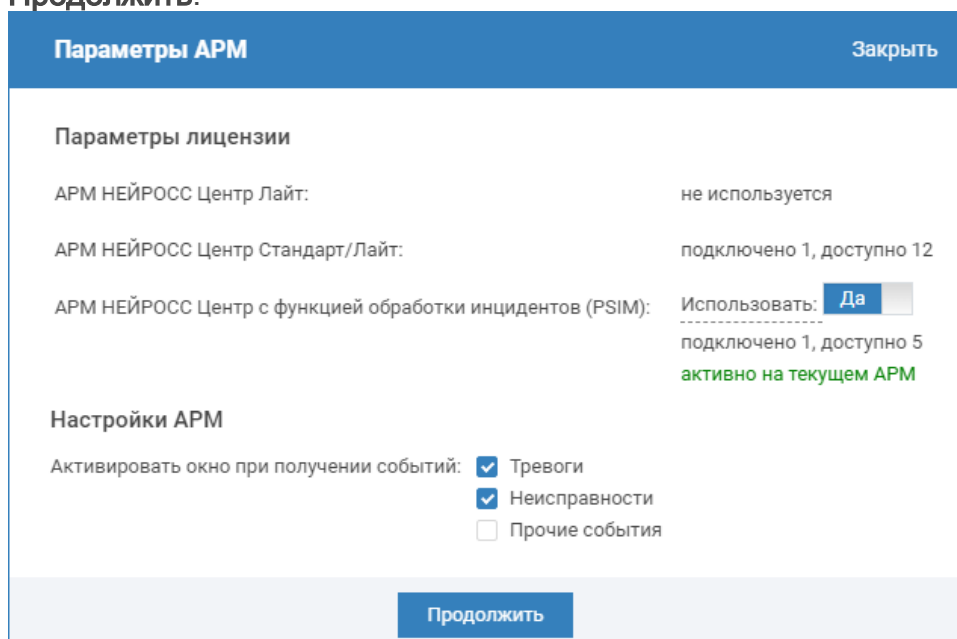 Продолжить.
Параметры АРМ Закрыть
Параметры лицензии
АРМ НЕЙРОСС Центр Лайт: не используется
АРМ НЕЙРОСС Центр Стандарт/Лайт: подключено 1, доступно 12
АРМ НЕЙРОСС Центр с функцией обработки инцидентов (PSIM): Использовать: Да
подключено 1, доступно 5
активно на текущем АРМ
Настройки АРМ
Активировать окно при получении событий: Тревоги
Неисправности
Прочие события
Продолжить